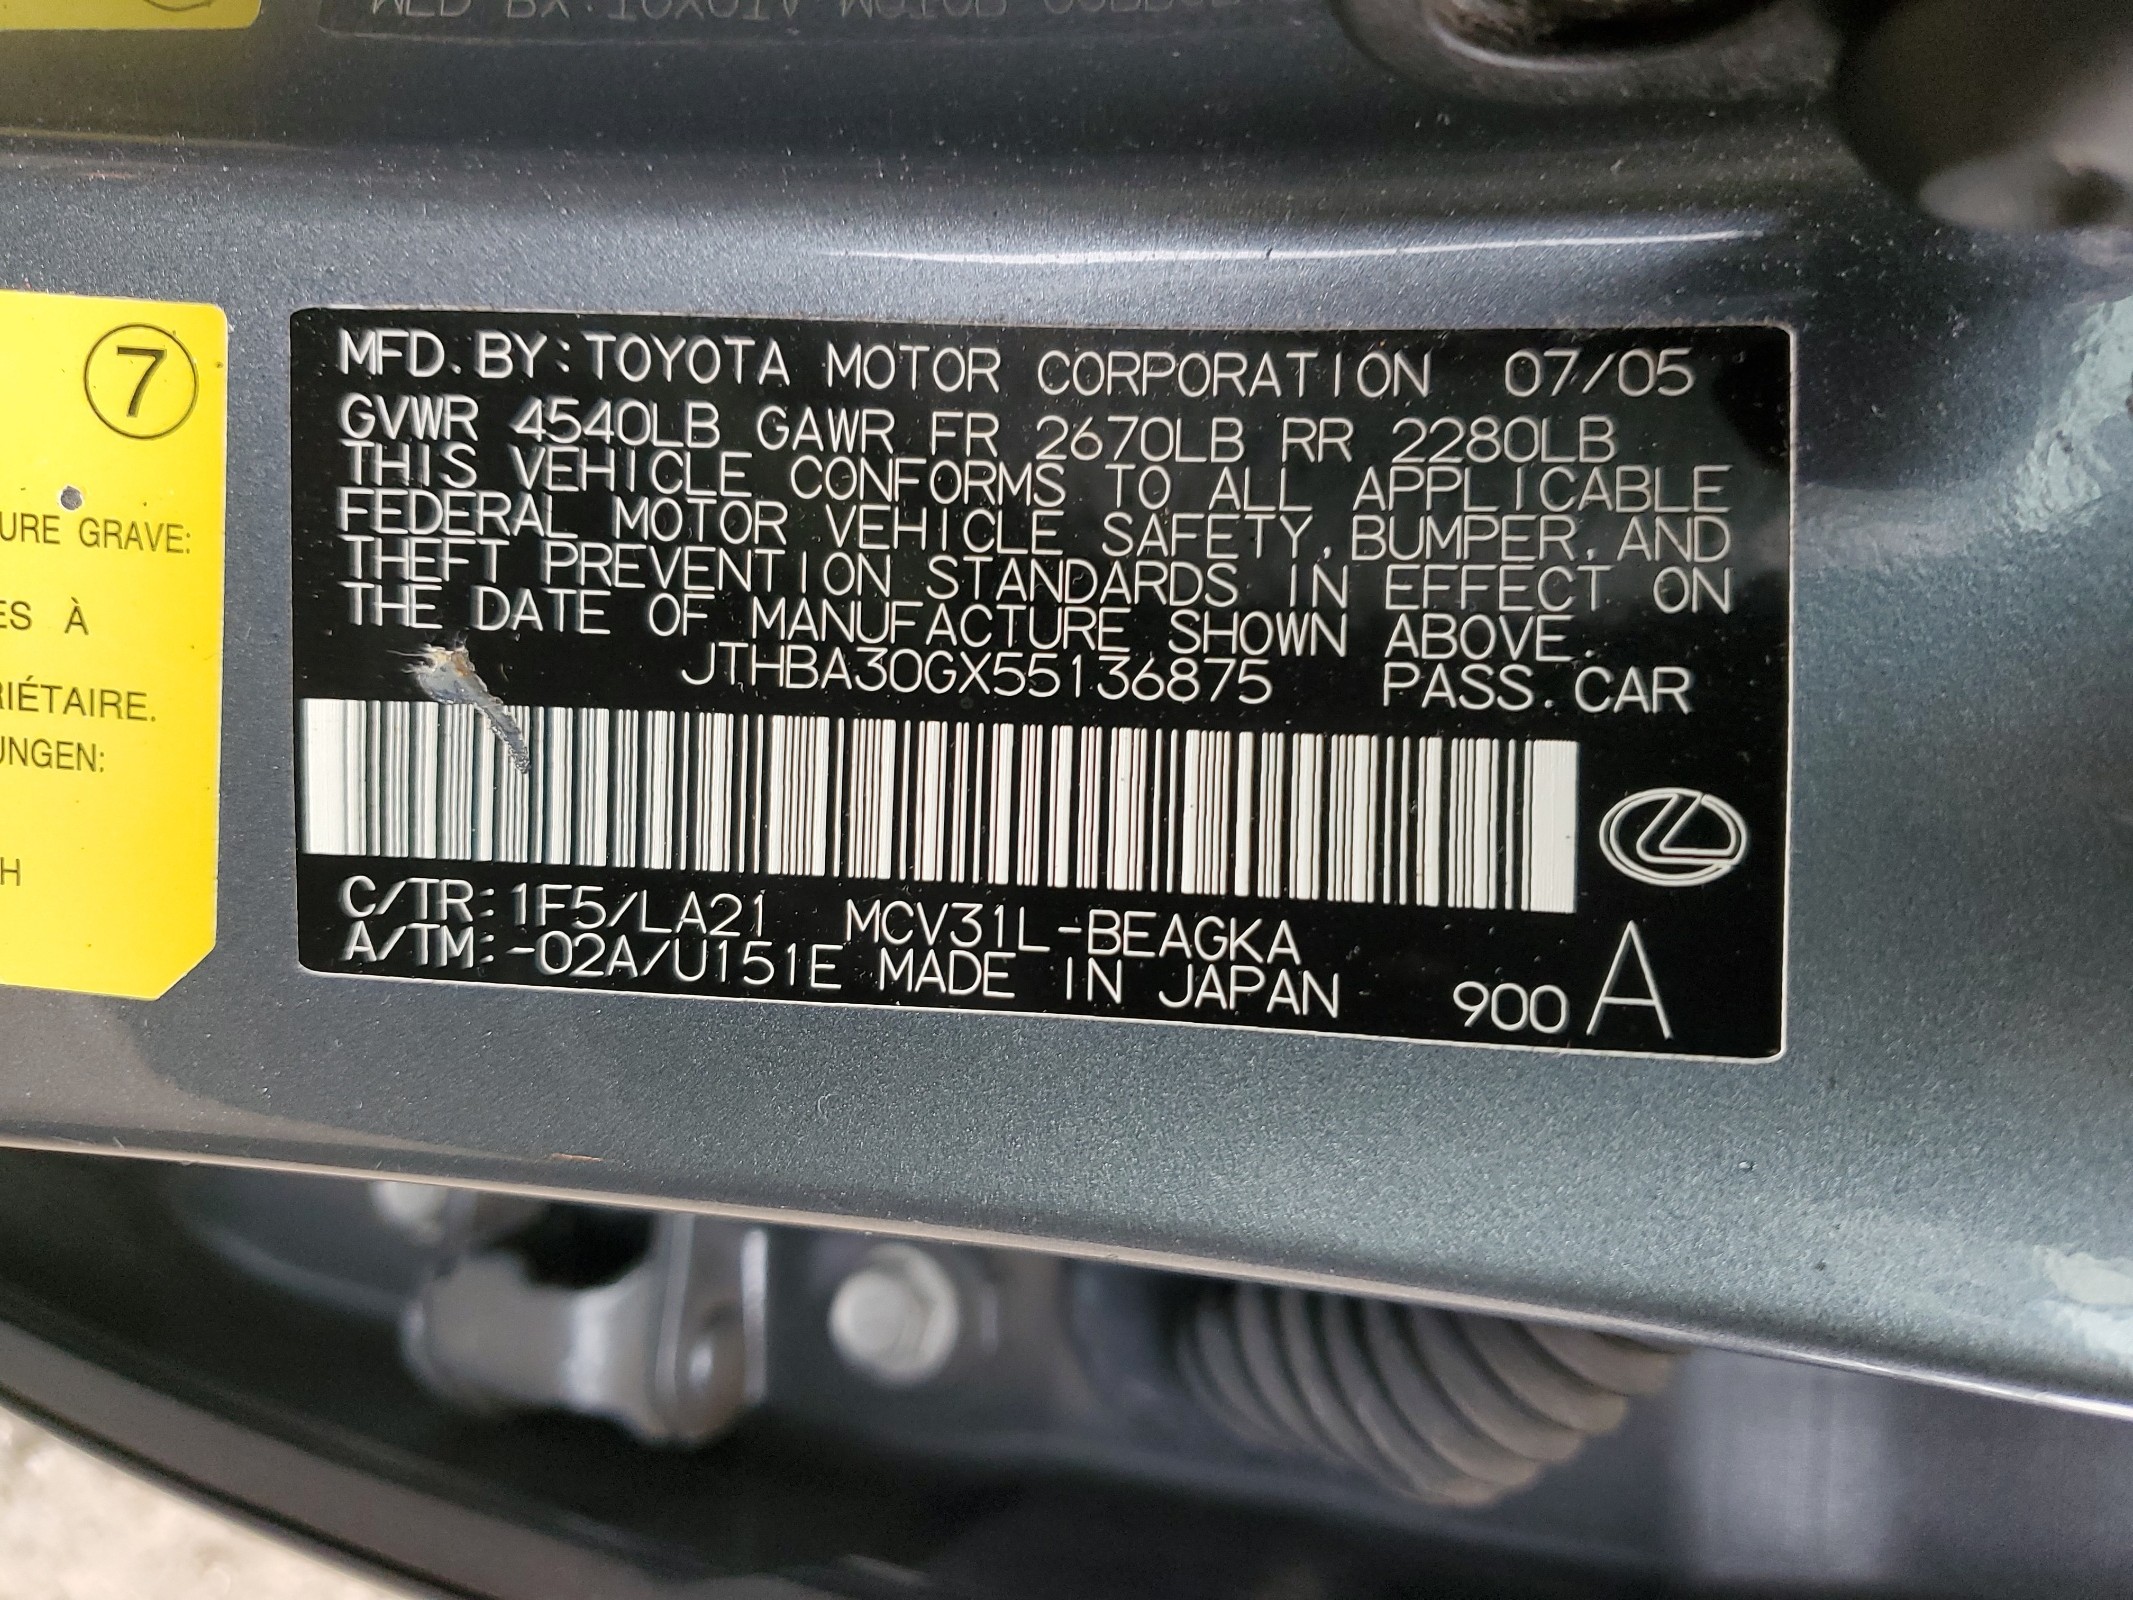 7
URE GRAVE:
ES À
RIÉTAIRE.
UNGEN:
H
MFD. BY: TOYOTA MOTOR CORPORATION 07/05
GVWR 4540LB GAWR FR 2670LB RR 2280LB
THIS VEHICLE CONFORMS TO ALL APPLICABLE
FEDERAL MOTOR VEHICLE SAFETY, BUMPER, AND
THEFT PREVENTION STANDARDS IN EFFECT ON
THE DATE OF MANUFACTURE SHOWN ABOVE.
JTHBA30GX55136875 PASS. CAR
C/TR: 1F5/LA21 MCV31L-BEAGKA
A/TM: -02A/U151E MADE IN JAPAN 900 A